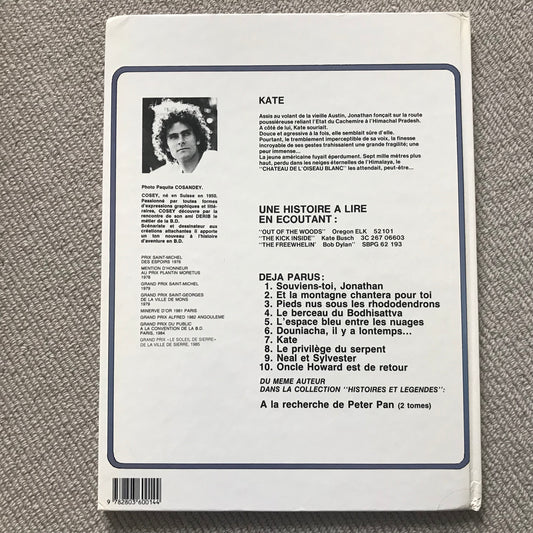 Photo Paquita COSANDEY.
COSEY, né en Suisse en 1950.
Passionné par toutes formes
d'expressions graphiques et litté-
raires, COSEY découvre par la
rencontre de son ami DERIB le
métier de la B.D.
Scénariste et dessinateur aux
créations attachantes il apporte
un ton nouveau à l'histoire
d'aventure en B.D.
PRIX SAINT-MICHEL
DES ESPOIRS 1976
MENTION D'HONNEUR
AU PRIX PLANTIN MORETUS
1978
GRAND PRIX SAINT-MICHEL
1979
GRAND PRIX SAINT-GEORGES
DE LA VILLE DE MONS
1979
MINERVE D'OR 1981 PARIS
GRAND PRIX ALFRED 1982 ANGOULEME
GRAND PRIX DU PUBLIC
A LA CONVENTION DE LA B.D.
PARIS, 1984
GRAND PRIX «LE SOLEIL DE SIERRE»
DE LA VILLE DE SIERRE, 1985
KATE
Assis au volant de la vieille Austin, Jonathan fonçait sur la route
poussiéreuse reliant l'Etat du Cachemire à l'Himachal Pradesh.
A côté de lui, Kate souriait.
Douce et agressive à la fois, elle semblait sûre d'elle.
Pourtant, le tremblement imperceptible de sa voix, la finesse
incroyable de ses gestes trahissaient une grande fragilité; une
peur immense...
La jeune américaine fuyait éperdument. Sept mille mètres plus
haut, perdu dans les neiges éternelles de l'Himalaya, le
"CHATEAU DE L'OISEAU BLANC" les attendait, peut-être...
UNE HISTOIRE A LIRE
EN ECOUTANT :
"OUT OF THE WOODS" Oregon ELK 52101
"THE KICK INSIDE" Kate Busch 3C 267 06603
"THE FREEWHELIN' Bob Dylan" SBPG 62 193
DEJA PARUS :
1. Souviens-toi, Jonathan
2. Et la montagne chantera pour toi
3. Pieds nus sous les rhododendrons
4. Le berceau du Bodhisattva
5. L'espace bleu entre les nuages
6. Douniacha, il y a lontemps...
7. Kate
8. Le privilège du serpent
9. Neal et Sylvester
10. Oncle Howard est de retour
DU MEME AUTEUR
DANS LA COLLECTION "HISTOIRES ET LEGENDES":
A la recherche de Peter Pan (2 tomes)
9 782803 600144